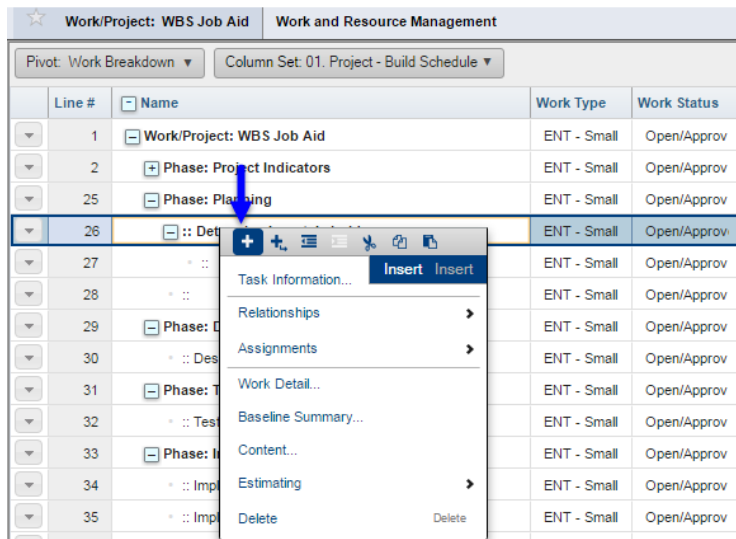 Work/Project: WBS Job Aid Work and Resource Management
Pivot: Work Breakdown ▼ Column Set: 01. Project - Build Schedule ▼
Line # Name Work Type Work Status
1 Work/Project: WBS Job Aid ENT - Small Open/Approv
2 Phase: Project Indicators ENT - Small Open/Approv
25 Phase: Planning ENT - Small Open/Approv
26 :: Det ENT - Small Open/Approv
27 :: ENT - Small Open/Approv
28 :: ENT - Small Open/Approv
29 Phase: D ENT - Small Open/Approv
30 :: Des ENT - Small Open/Approv
31 Phase: T ENT - Small Open/Approv
32 :: Test ENT - Small Open/Approv
33 Phase: I ENT - Small Open/Approv
34 :: Impl ENT - Small Open/Approv
35 :: Impl ENT - Small Open/Approv
Insert Insert
Task Information...
Relationships
Assignments
Work Detail...
Baseline Summary...
Content...
Estimating
Delete Delete